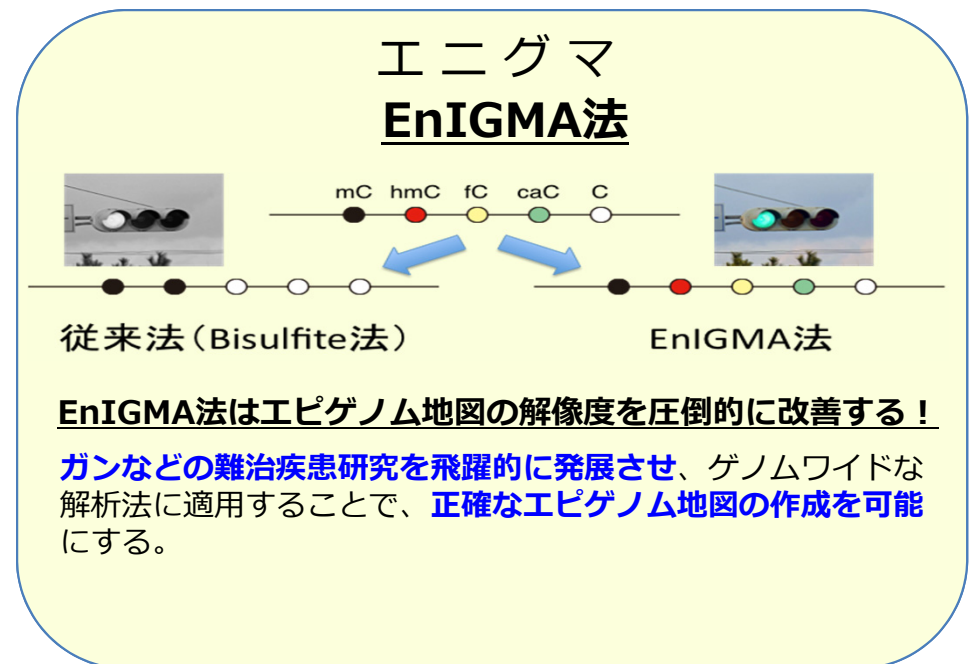 エニグマ
EnIGMA法
mC hmC fC caC C
従来法（Bisulfite法） EnIGMA法
EnIGMA法はエピゲノム地図の解像度を圧倒的に改善する！
ガンなどの難治疾患研究を飛躍的に発展させ、ゲノムワイドな
解析法に適用することで、正確なエピゲノム地図の作成を可能
にする。